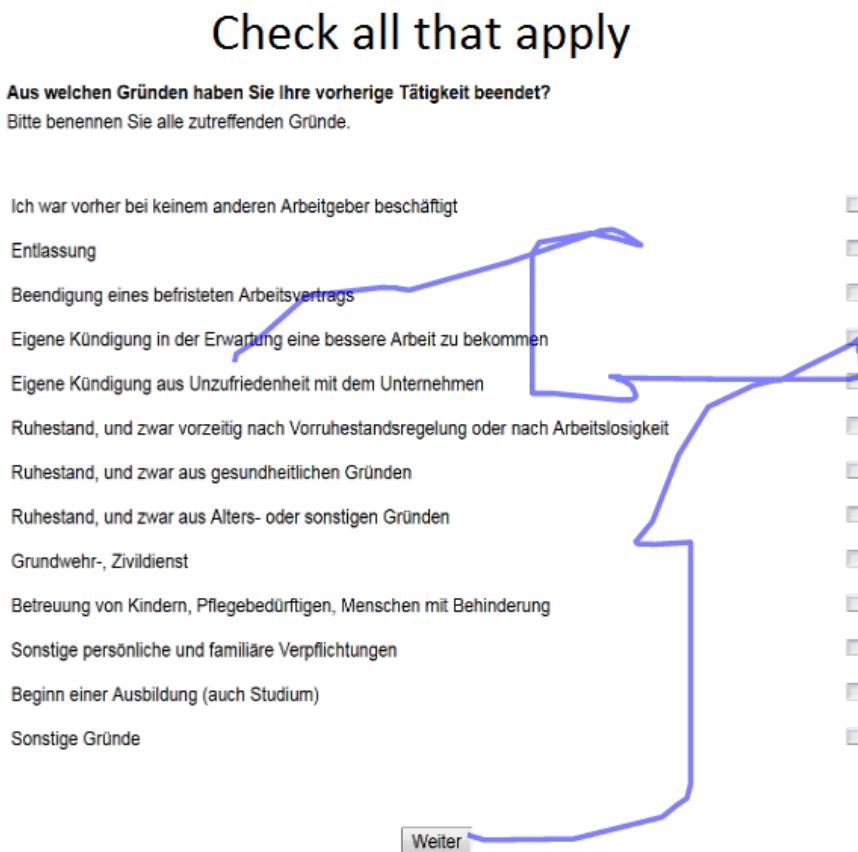 Check all that apply
Aus welchen Gründen haben Sie Ihre vorherige Tätigkeit beendet?
Bitte benennen Sie alle zutreffenden Gründe.
Ich war vorher bei keinem anderen Arbeitgeber beschäftigt
Entlassung
Beendigung eines befristeten Arbeitsvertrags
Eigene Kündigung in der Erwartung eine bessere Arbeit zu bekommen
Eigene Kündigung aus Unzufriedenheit mit dem Unternehmen
Ruhestand, und zwar vorzeitig nach Vorruhestandsregelung oder nach Arbeitslosigkeit
Ruhestand, und zwar aus gesundheitlichen Gründen
Ruhestand, und zwar aus Alters- oder sonstigen Gründen
Grundwehr-, Zivildienst
Betreuung von Kindern, Pflegebedürftigen, Menschen mit Behinderung
Sonstige persönliche und familiäre Verpflichtungen
Beginn einer Ausbildung (auch Studium)
Sonstige Gründe
Weiter